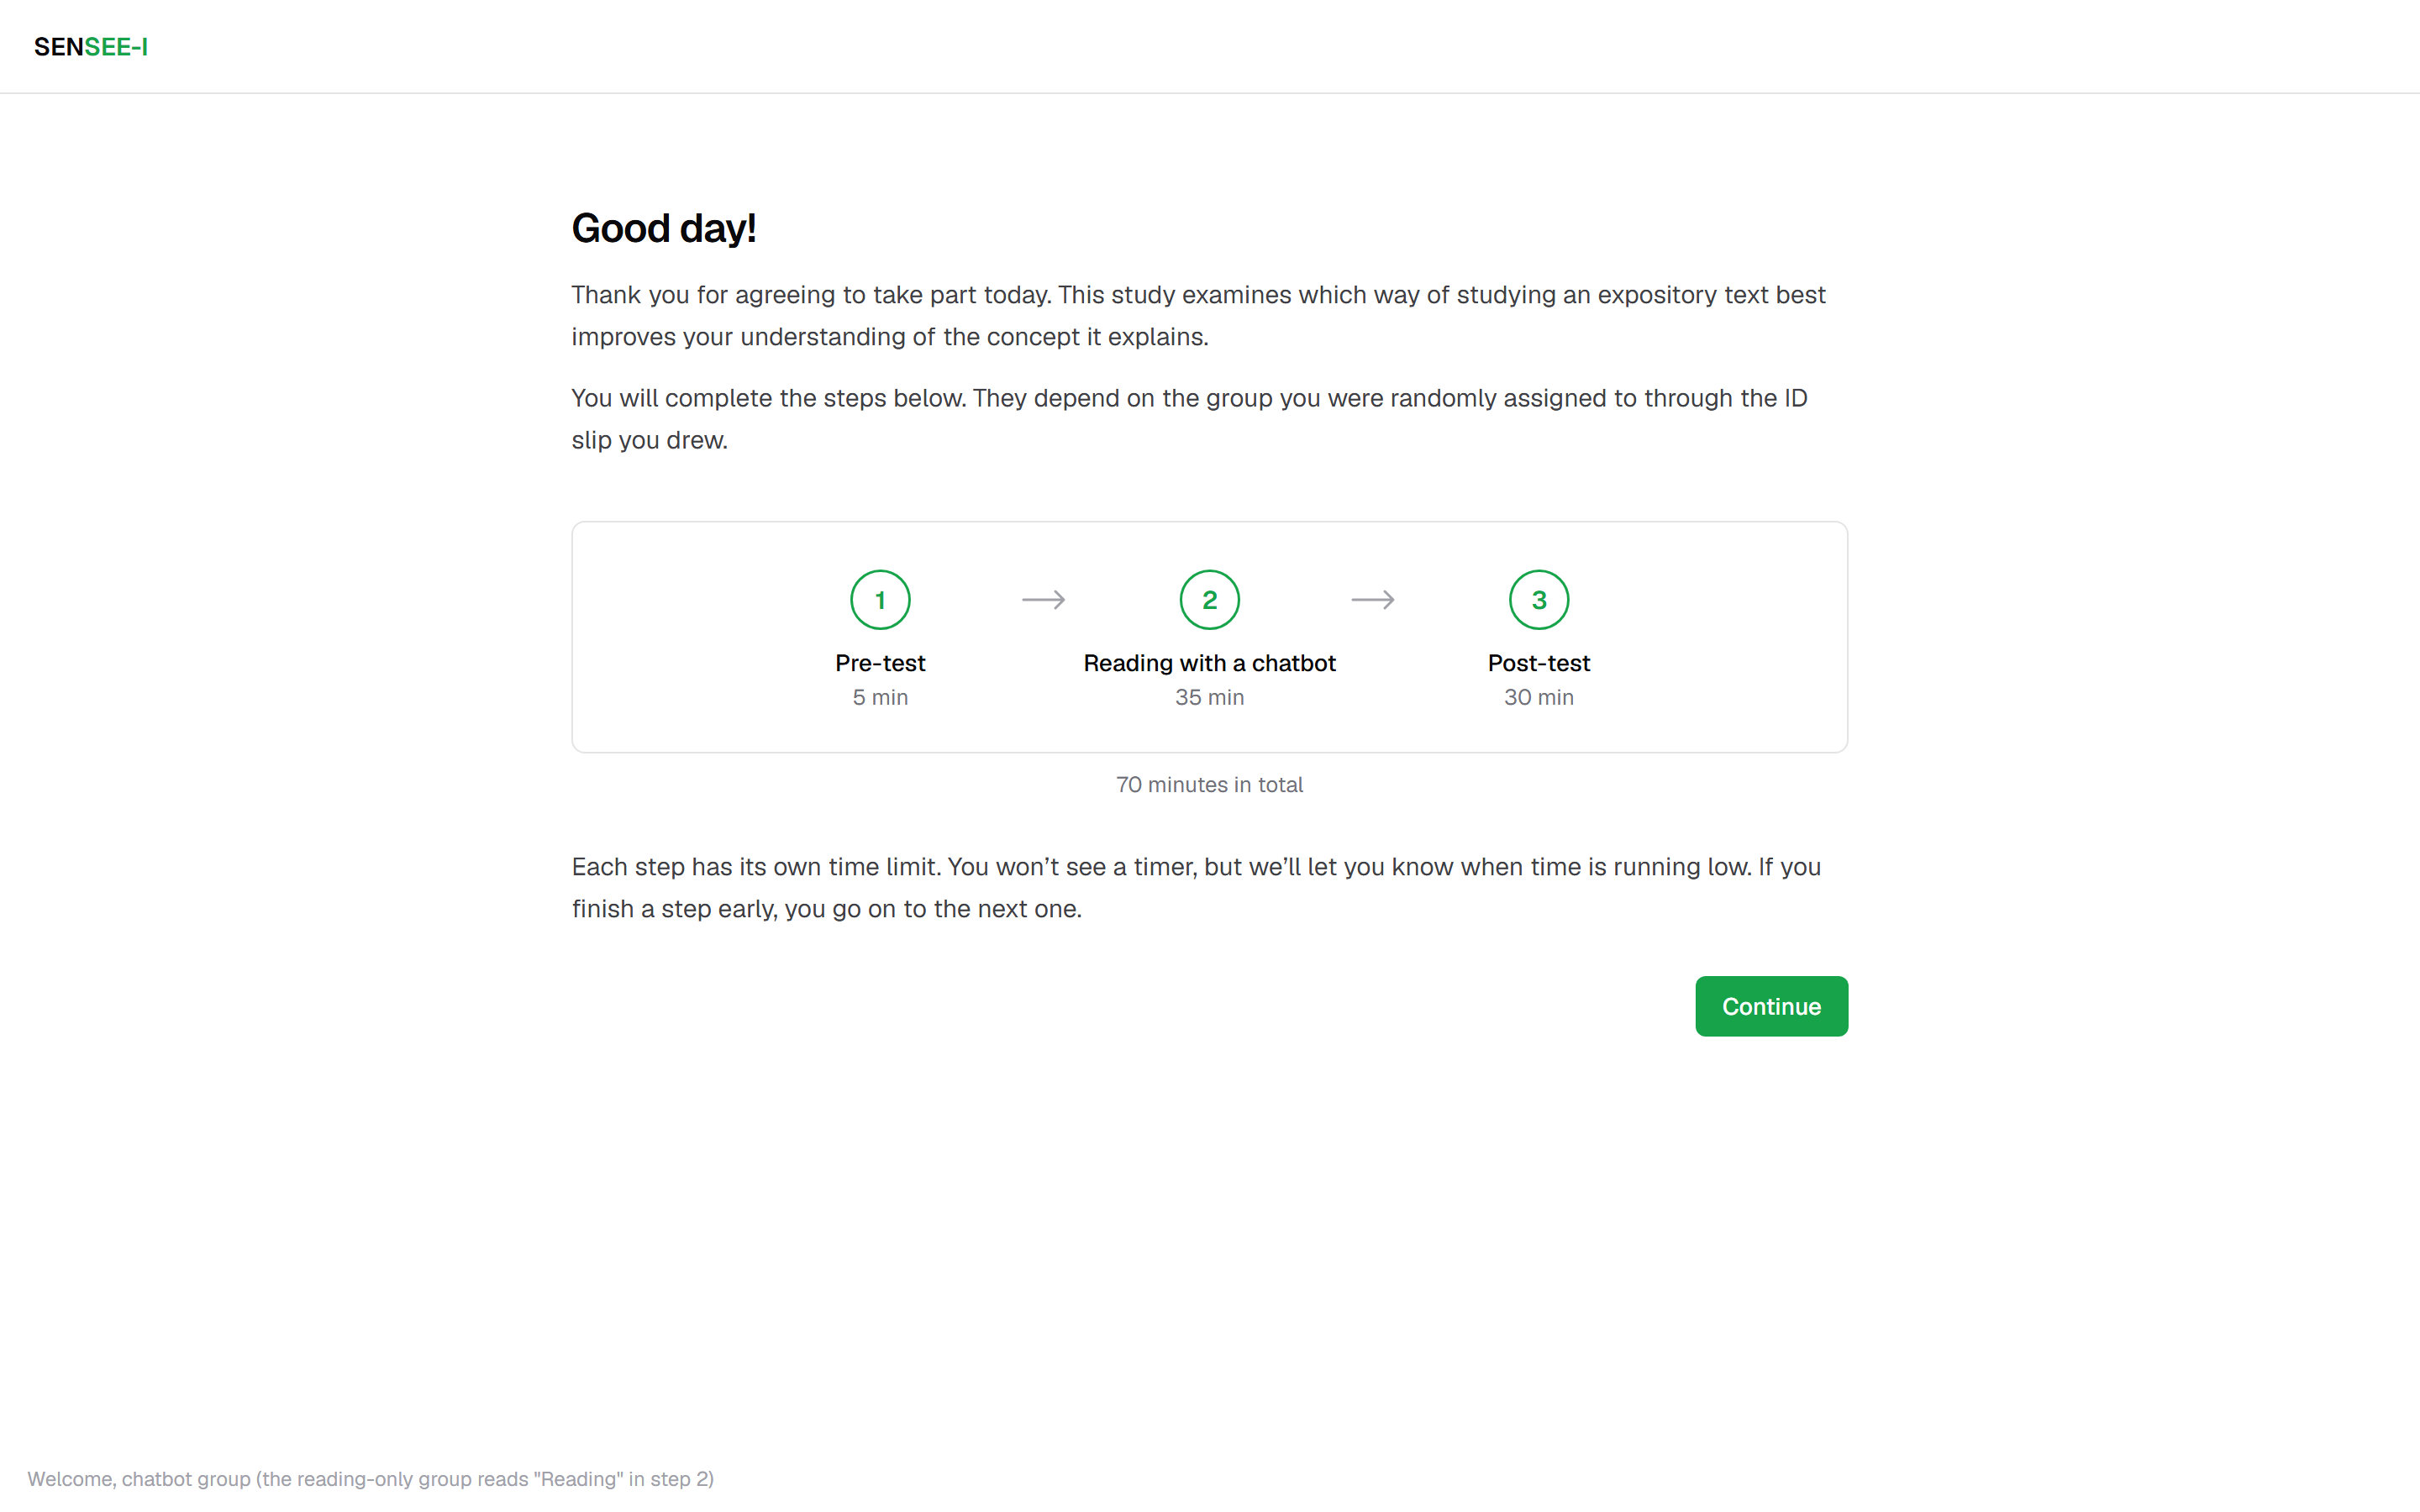 SENSEE-I
Good day!
Thank you for agreeing to take part today. This study examines which way of studying an expository text best
improves your understanding of the concept it explains.
You will complete the steps below. They depend on the group you were randomly assigned to through the ID
slip you drew.
1
2
3
Pre-test
Reading with a chatbot
Post-test
5 min
35 min
30 min
70 minutes in total
Each step has its own time limit. You won’t see a timer, but we’ll let you know when time is running low. If you
finish a step early, you go on to the next one.
Continue
Welcome, chatbot group (the reading-only group reads "Reading" in step 2)